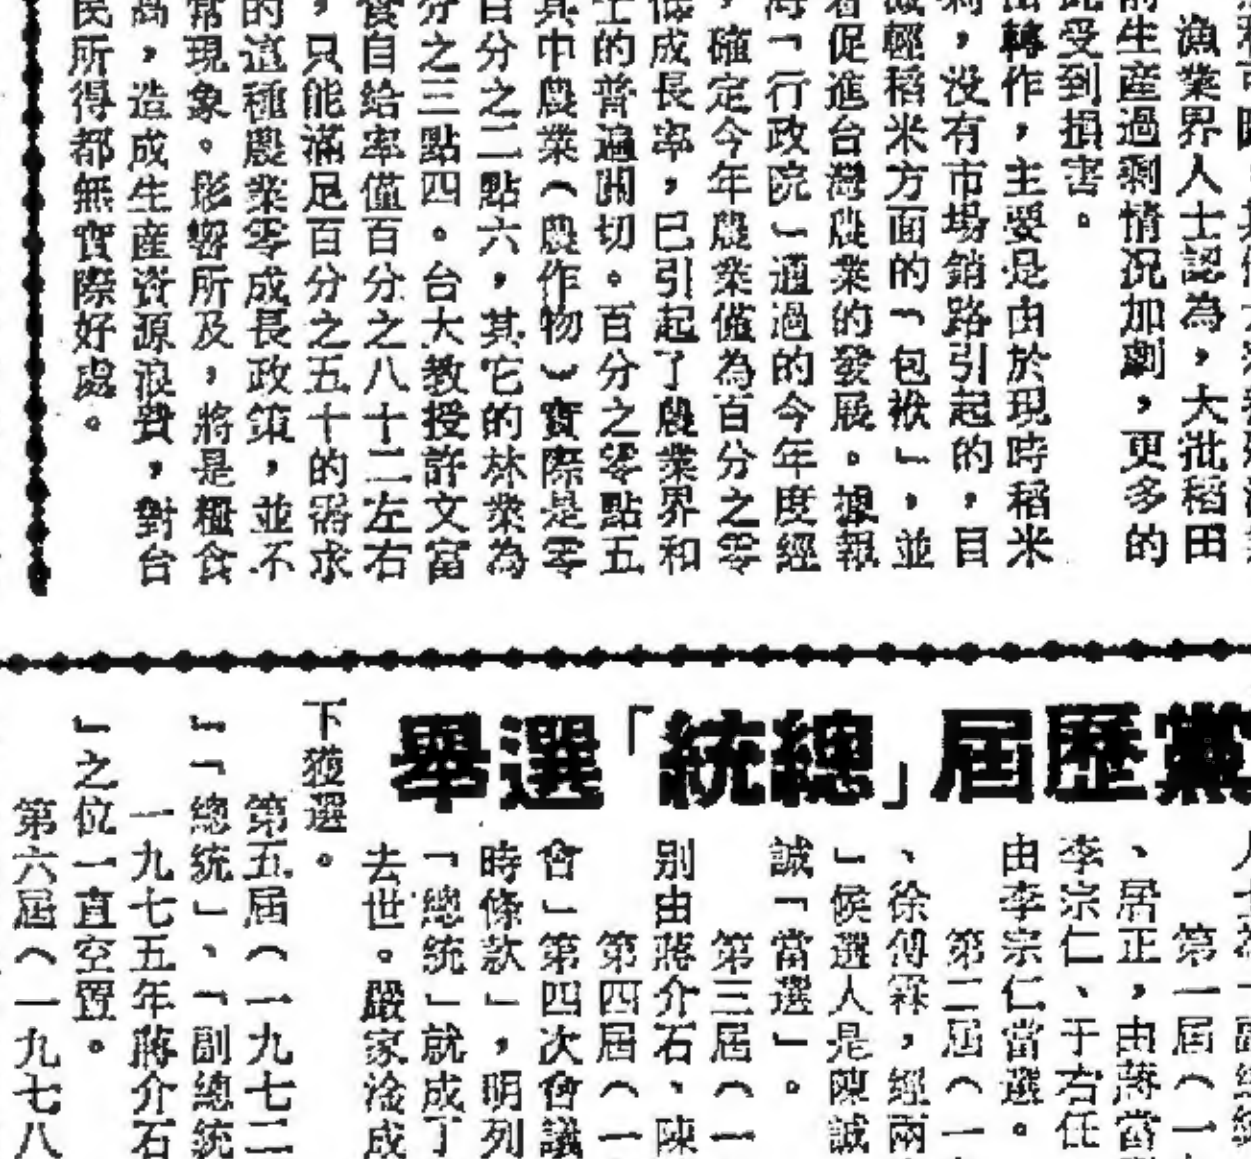 漁業界人士認為,大批稻田
前生產過剩情況加劇,更多的
此受到損害。
轉作,主要是由於現時稻米
剩,没有市場銷路引起的,目
減輕稻米方面的「包袱」,並
着促進台灣農業的發展。據報
「行政院」通過的今年度經
,確定今年農業僅為百分之零
低成長率,已引起了農業界和
士的普遍關切。百分之零點五
其中農業(農作物)實際是零
百分之二點六,其它的林業為
分之三點四。台大教授許文富
食自給率僅百分之八十二左右
,只能滿足百分之五十的需求
的這種農業零成長政策,並不
常現象。影響所及,將是糧食
高,造成生產資源浪費,對台
民所得都無實際好處。
黨歷屆「總統」選舉
第一屆(一
、居正,由蔣當
李宗仁、于右任
由李宗仁當選。
第二屆(一
、徐傅霖,經兩
」候選人是陳誠
誠「當選」。
第三屆(一
别由蔣介石、陳
第四屆(一
會」第四次會議
時條款」,明列
「總統」就成了
去世。嚴家淦成
下獲選。
第五屆(一九七二
」「總統」、「副總統
一九七五年蔣介石
」之位一直空置。
第六屆(一九七八